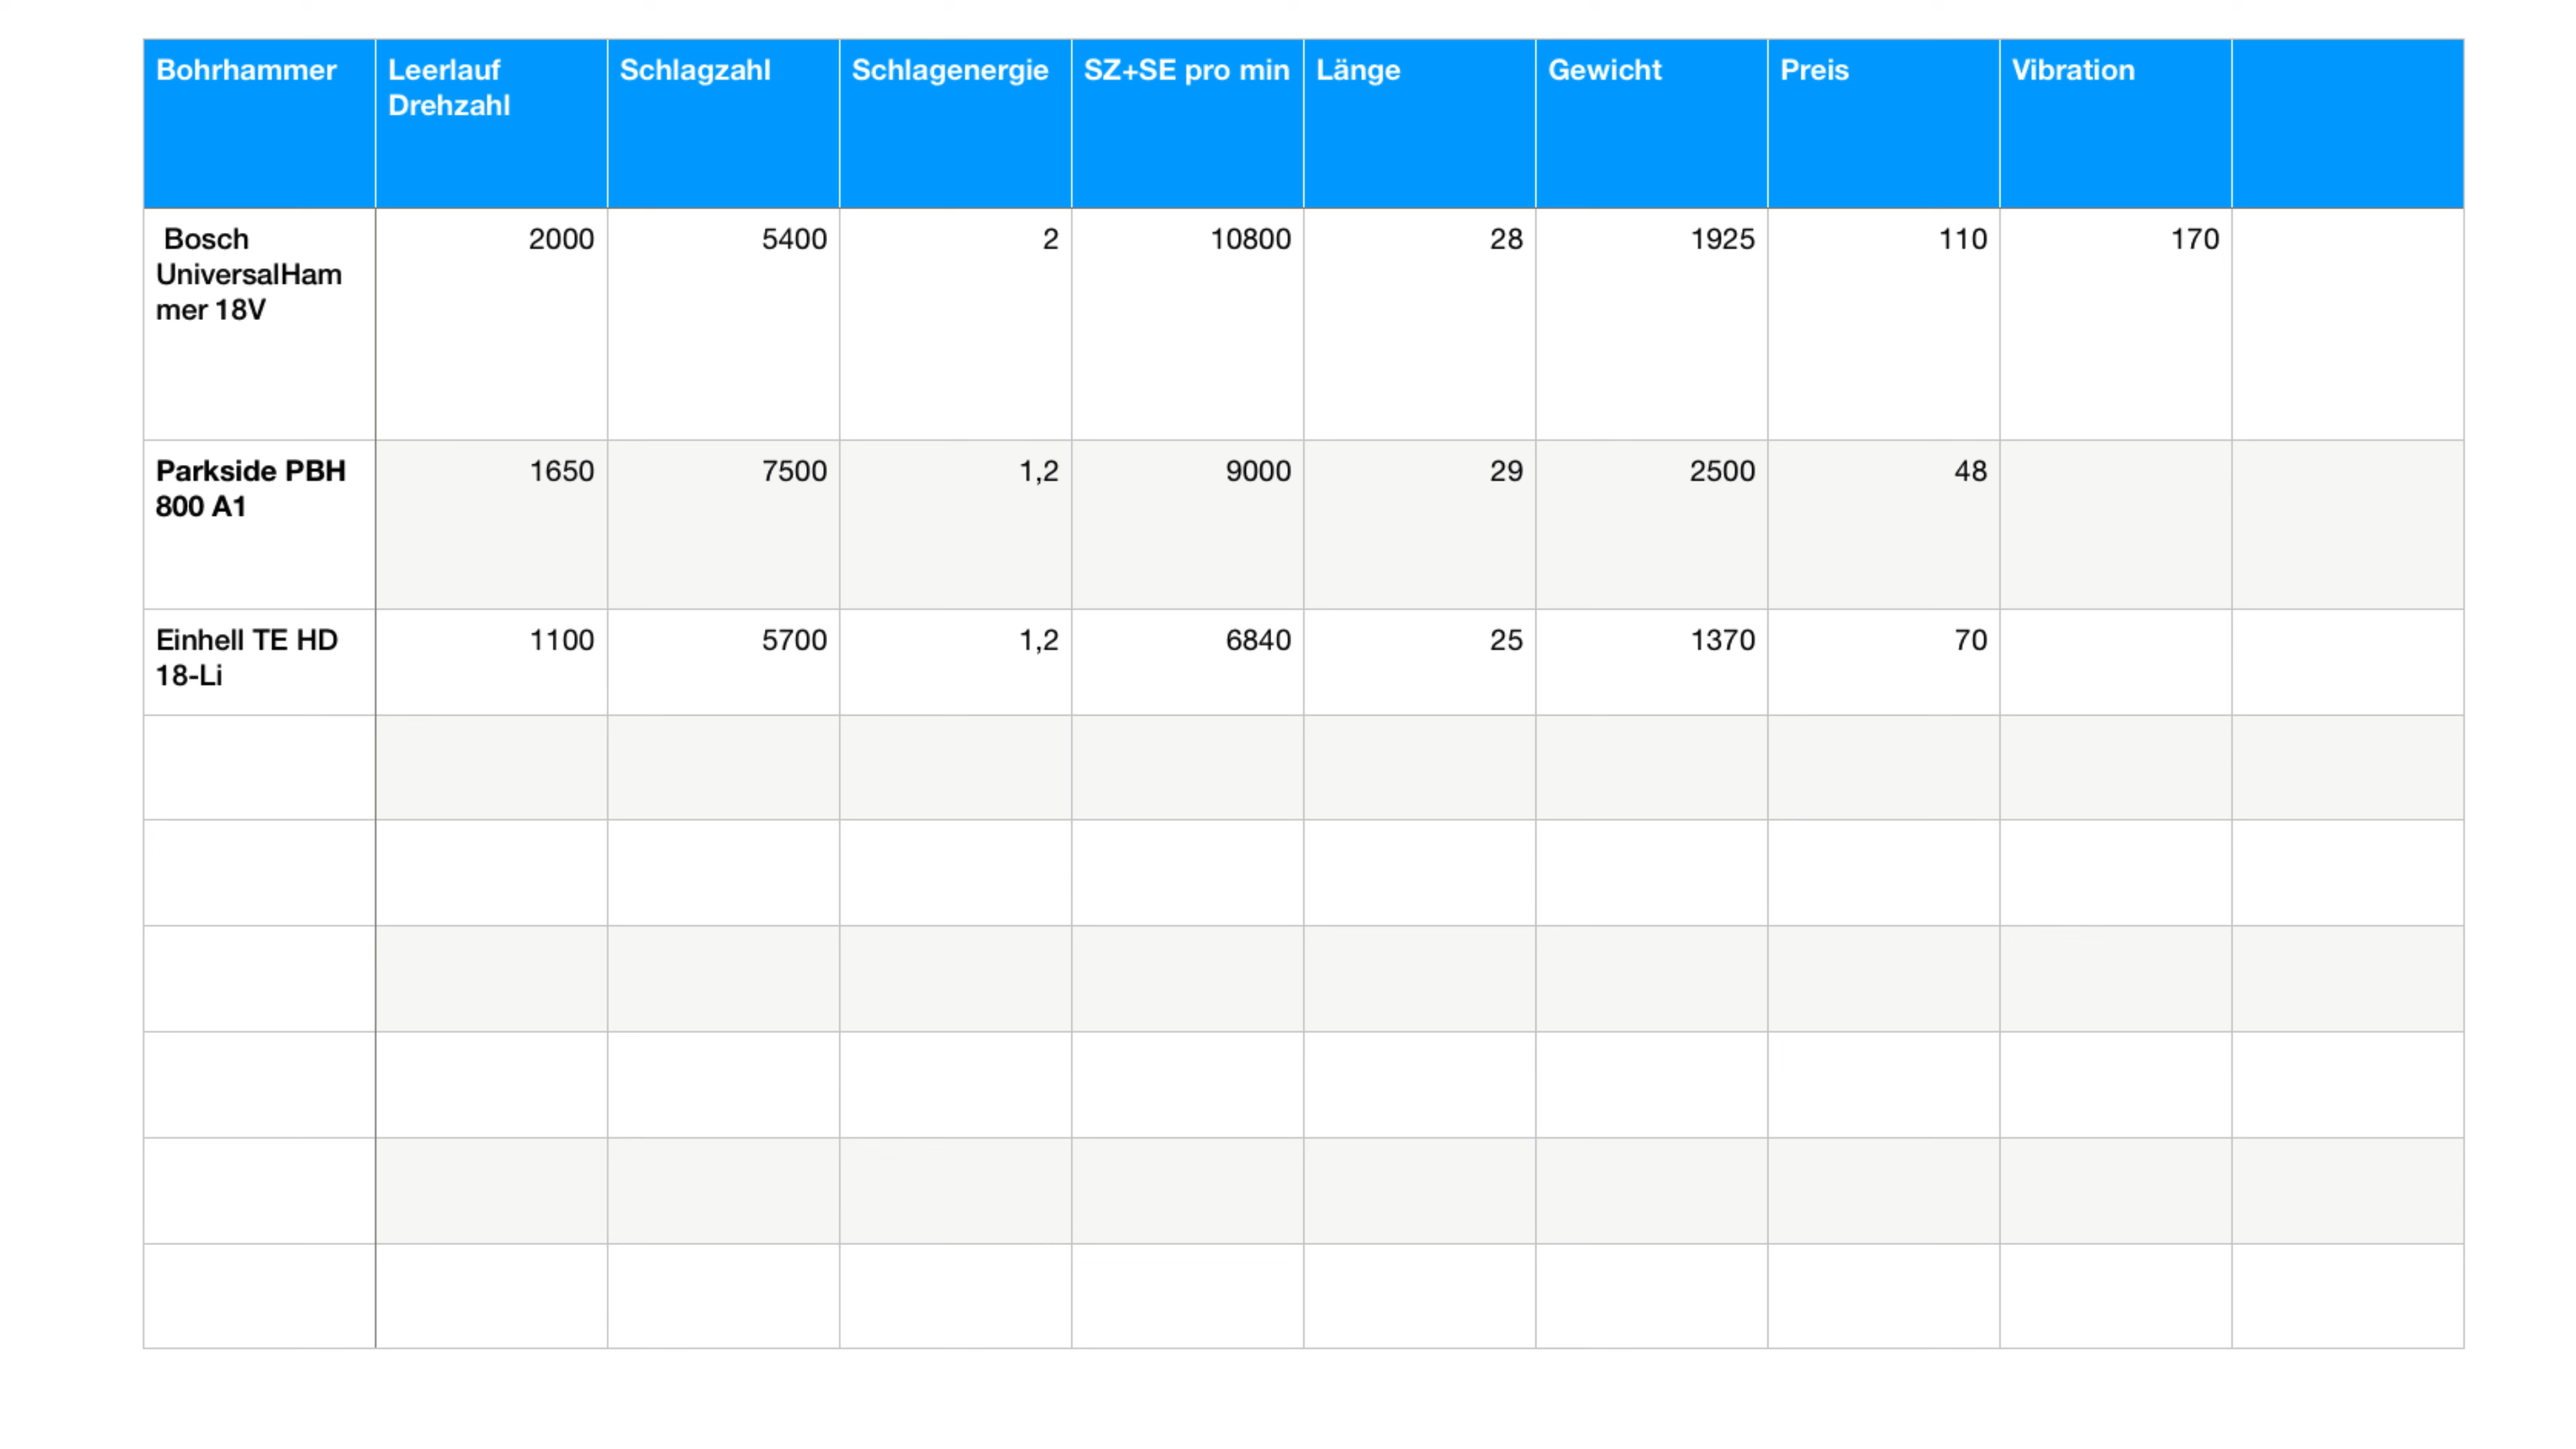 Bohrhammer Leerlauf Schlagzahl Schlagenergie SZ+SE pro min Länge Gewicht Preis Vibration
Drehzahl
Bosch 2000 5400 2 10800 28 1925 110 170
UniversalHam
mer 18V
Parkside PBH 1650 7500 1,2 9000 29 2500 48
800 A1
Einhell TE HD 1100 5700 1,2 6840 25 1370 70
18-Li